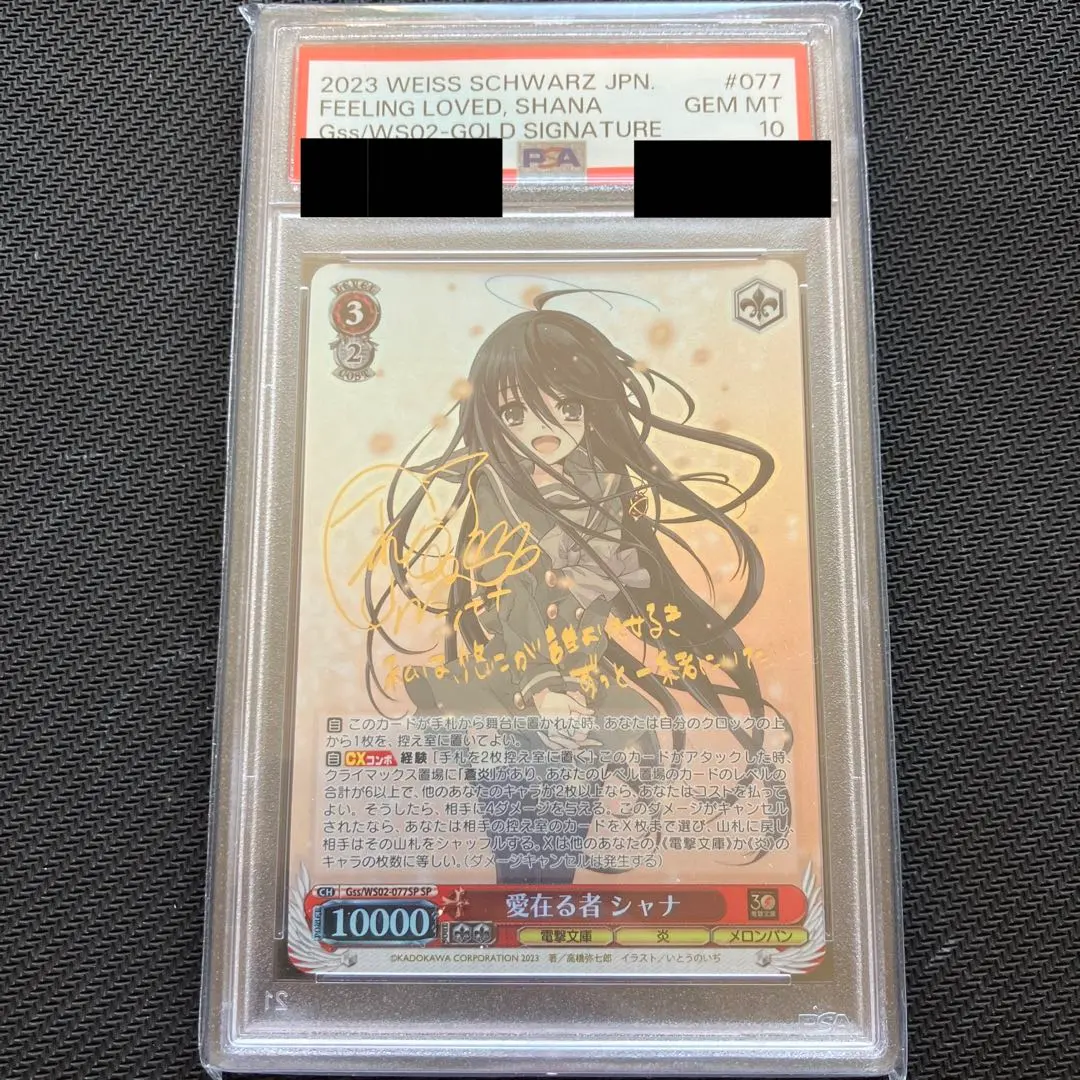 2023 WEISS SCHWARZ JPN. #077
FEELING LOVED, SHANA GEM MT
Gss/WS02-GOLD SIGNATURE 10
PSA
LEVEL
3
2
COST
私は、悠二が誰より
ずっと一緒にいたい
自 このカードが手札から舞台に置かれた時、あなたは自分のクロックの上
から1枚を、控え室に置いてよい。
自 CXコンボ 経験 [手札を2枚控え室に置く] このカードがアタックした時、
クライマックス置場に「蒼炎」があり、あなたのレベル置場のカードのレベルの
合計が6以上で、他のあなたのキャラが2枚以上なら、あなたはコストを払って
よい。そうしたら、相手に4ダメージを与える。このダメージがキャンセル
されたなら、あなたは相手の控え室のカードをX枚まで選び、山札に戻し、
相手はその山札をシャッフルする。Xは他のあなたの、《電撃文庫》か《炎》の
キャラの枚数に等しい。(ダメージキャンセルは発生する)
CH Gss/WS02-077SP SP
POWER 10000 SOUL 愛在る者 シャナ 30 電撃文庫
電撃文庫 炎 メロンパン
©KADOKAWA CORPORATION 2023 著/高橋弥七郎 イラスト/いとうのいぢ
21
PSA